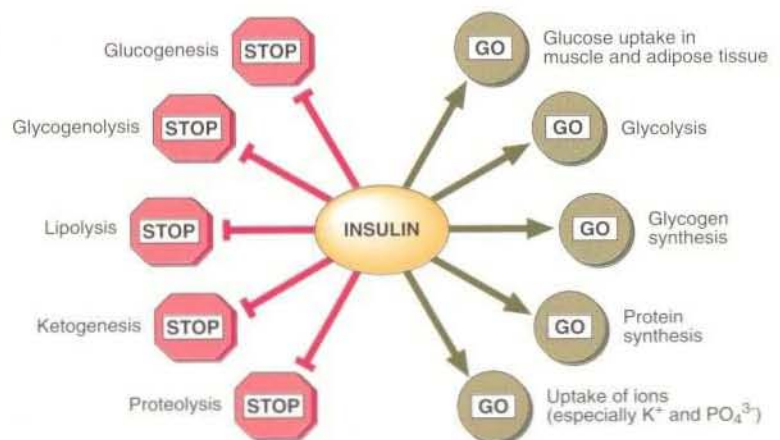 Glucogenesis STOP
GO Glucose uptake in
muscle and adipose tissue
Glycogenolysis STOP
GO Glycolysis
Lipolysis STOP
INSULIN
GO Glycogen
synthesis
Ketogenesis STOP
GO Protein
synthesis
Proteolysis STOP
GO Uptake of ions
(especially K⁺ and PO₄³⁻)